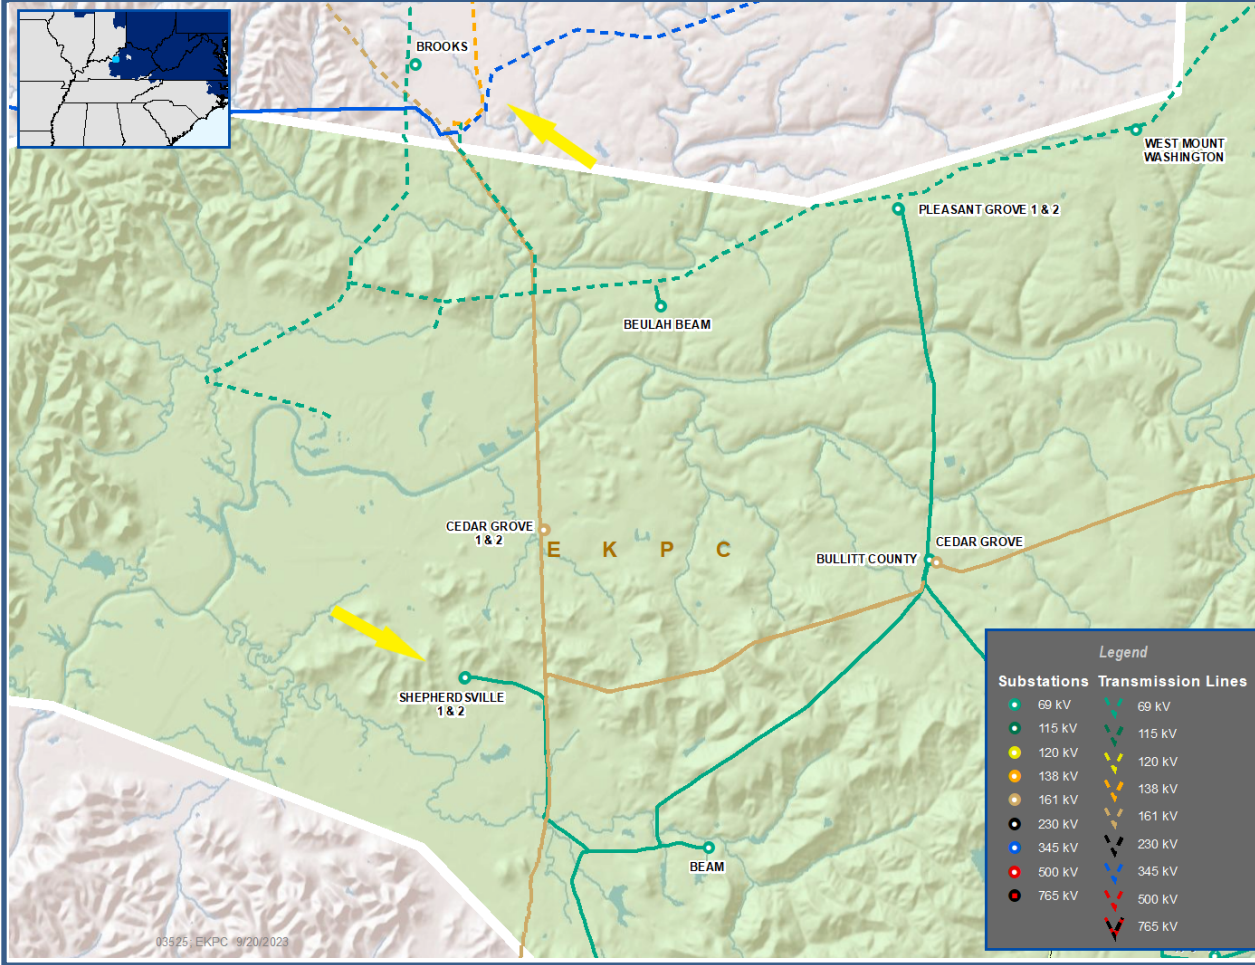 BROOKS
WEST MOUNT
WASHINGTON
PLEASANT GROVE 1 & 2
BEULAH BEAM
CEDAR GROVE
1 & 2
E K P C
CEDAR GROVE
BULLITT COUNTY
SHEPHERDSVILLE
1 & 2
BEAM
Legend
Substations Transmission Lines
69 kV 69 kV
115 kV 115 kV
120 kV 120 kV
138 kV 138 kV
161 kV 161 kV
230 kV 230 kV
345 kV 345 kV
500 kV 500 kV
765 kV 765 kV
03525; EKPC 9/20/2023